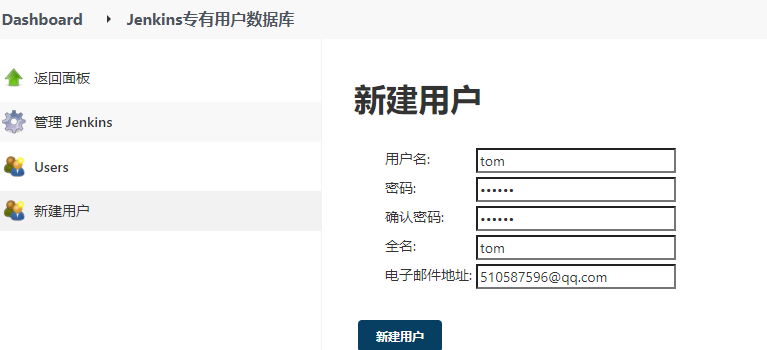 Dashboard
Jenkins专有用户数据库
返回面板
管理 Jenkins
Users
新建用户
新建用户
用户名: tom
密码: ••••••
确认密码: ••••••
全名: tom
电子邮件地址: 510587596@qq.com
新建用户